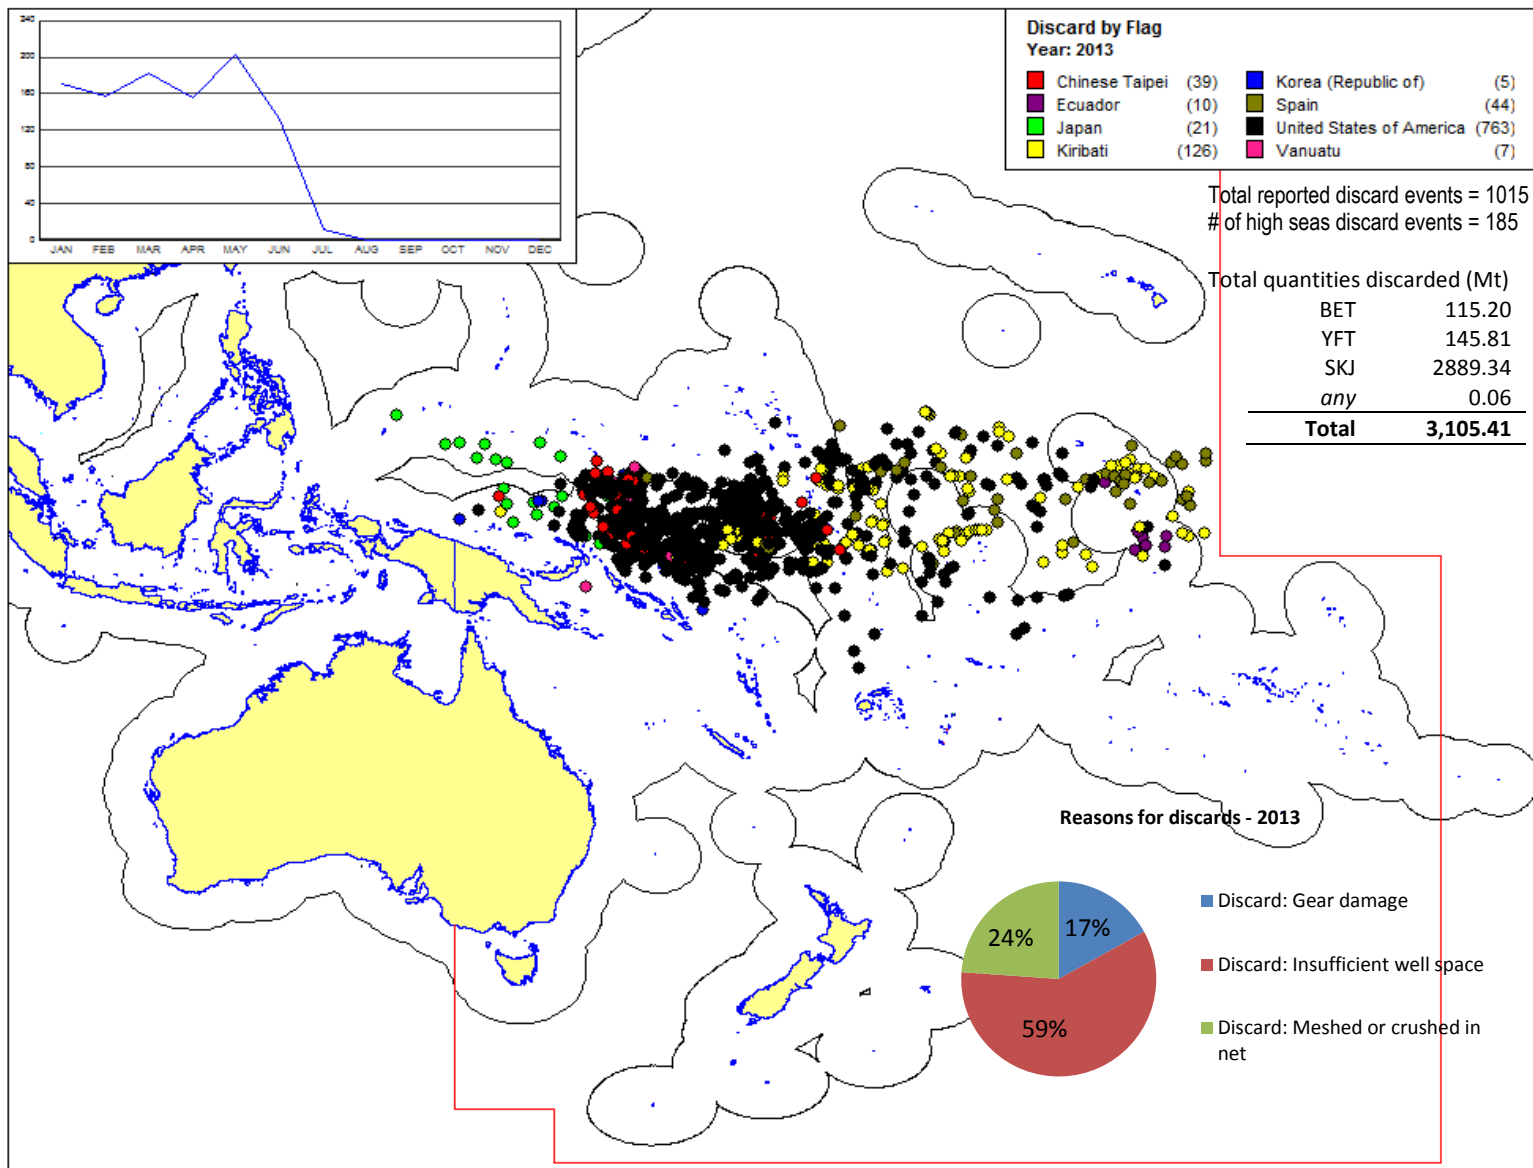 240
200
160
120
80
40
0
JAN FEB MAR APR MAY JUN JUL AUG SEP OCT NOV DEC
Discard by Flag
Year: 2013
Chinese Taipei (39) Korea (Republic of) (5)
Ecuador (10) Spain (44)
Japan (21) United States of America (763)
Kiribati (126) Vanuatu (7)
Total reported discard events = 1015
# of high seas discard events = 185
Total quantities discarded (Mt)
BET 115.20
YFT 145.81
SKJ 2889.34
any 0.06
Total 3,105.41
Reasons for discards - 2013
24% 17%
59%
Discard: Gear damage
Discard: Insufficient well space
Discard: Meshed or crushed in
net